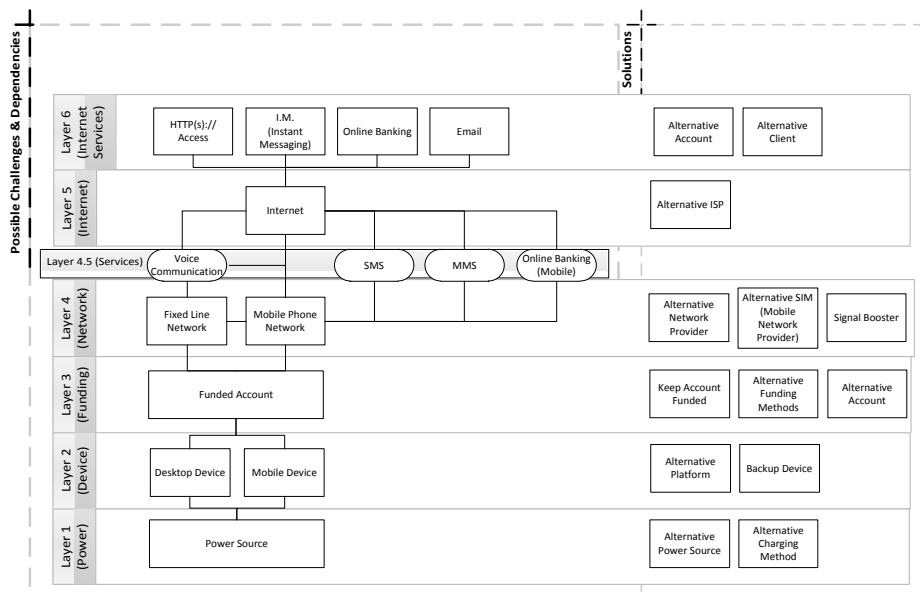 Possible Challenges & Dependencies
Solutions
Layer 6
(Internet
Services)
HTTP(s)://
Access
I.M.
(Instant
Messaging)
Online Banking
Email
Alternative
Account
Alternative
Client
Layer 5
(Internet)
Internet
Alternative ISP
Layer 4.5 (Services)
Voice
Communication
SMS
MMS
Online Banking
(Mobile)
Layer 4
(Network)
Fixed Line
Network
Mobile Phone
Network
Alternative
Network
Provider
Alternative SIM
(Mobile
Network
Provider)
Signal Booster
Layer 3
(Funding)
Funded Account
Keep Account
Funded
Alternative
Funding
Methods
Alternative
Account
Layer 2
(Device)
Desktop Device
Mobile Device
Alternative
Platform
Backup Device
Layer 1
(Power)
Power Source
Alternative
Power Source
Alternative
Charging
Method